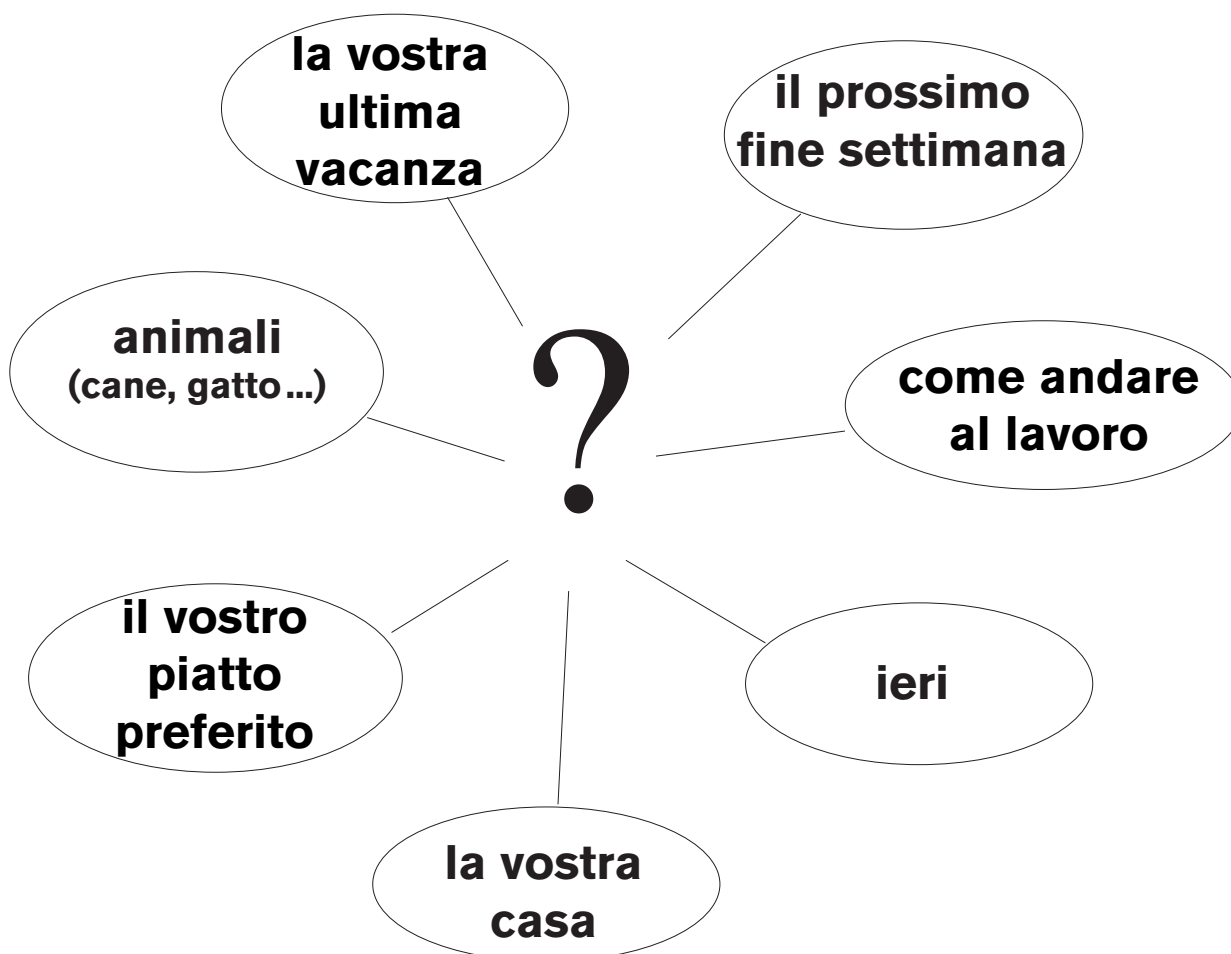 la vostra
ultima
vacanza
il prossimo
fine settimana
animali
(cane, gatto ...)
come andare
al lavoro
?
il vostro
piatto
preferito
ieri
la vostra
casa